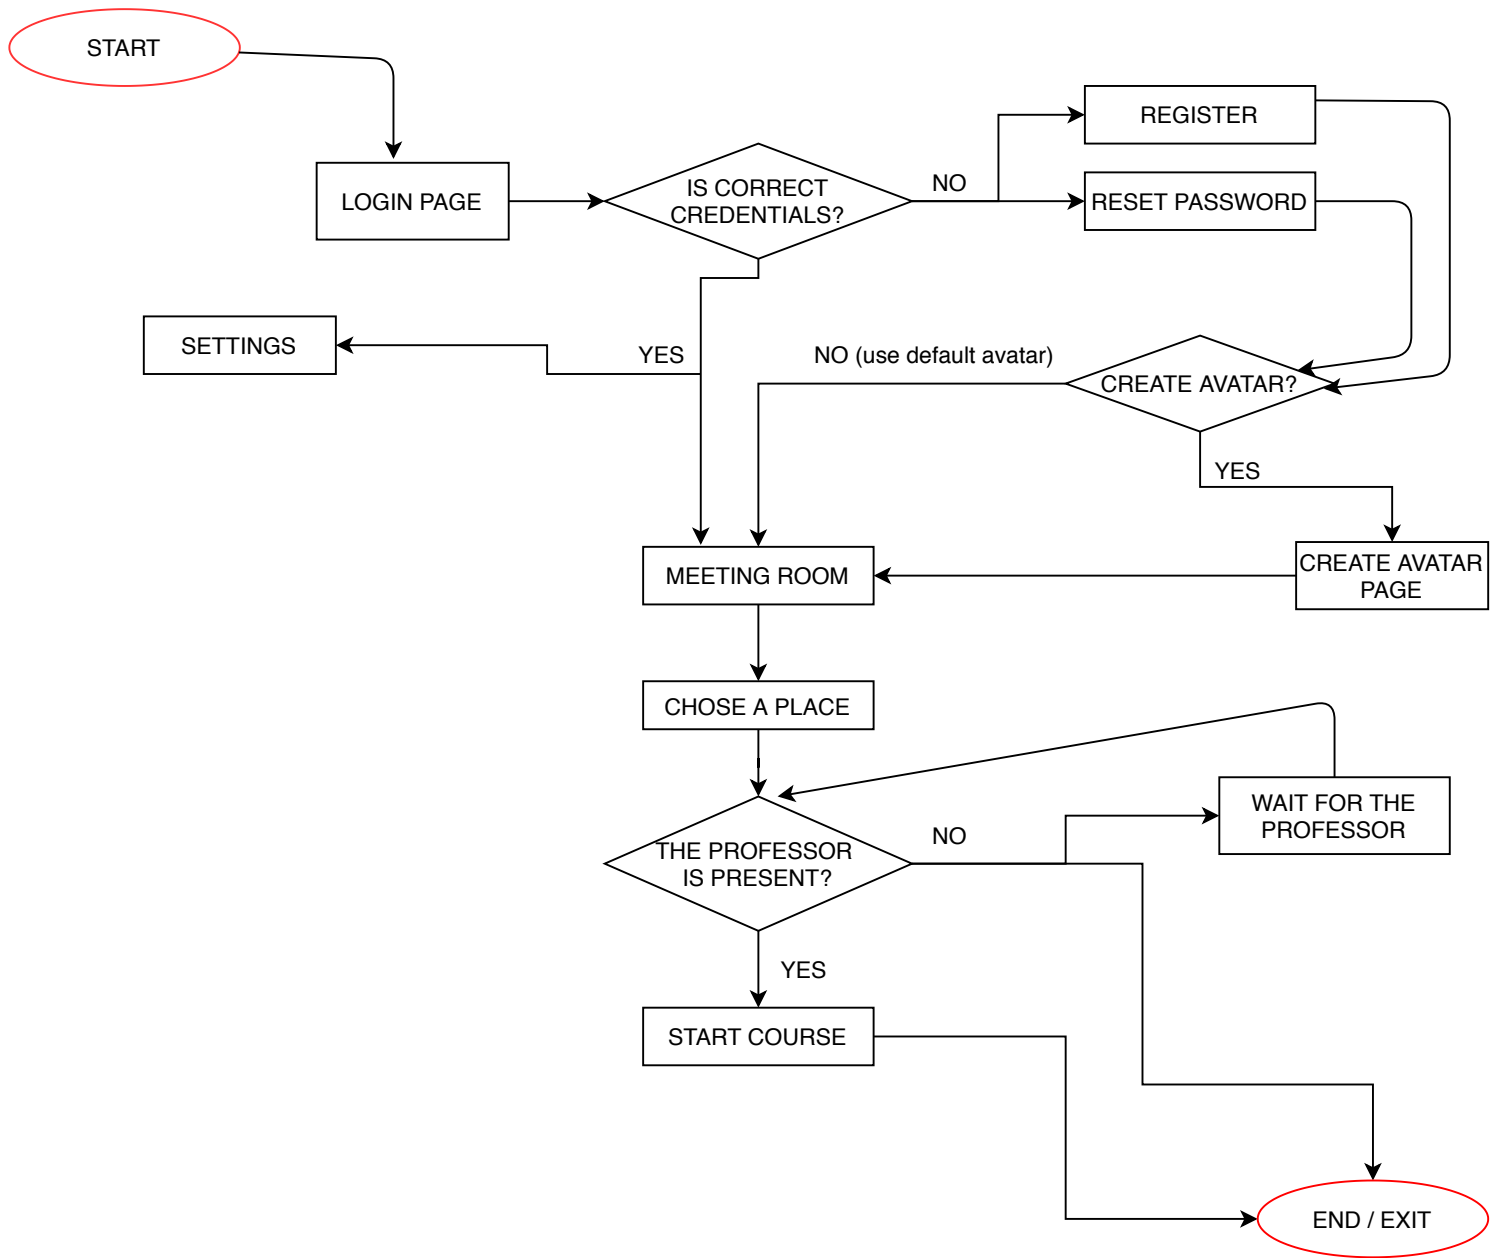 START
REGISTER
IS CORRECT
CREDENTIALS?
NO
LOGIN PAGE
RESET PASSWORD
SETTINGS
YES
NO (use default avatar)
CREATE AVATAR?
YES
MEETING ROOM
CREATE AVATAR
PAGE
CHOSE A PLACE
WAIT FOR THE
PROFESSOR
THE PROFESSOR
IS PRESENT?
NO
YES
START COURSE
END / EXIT